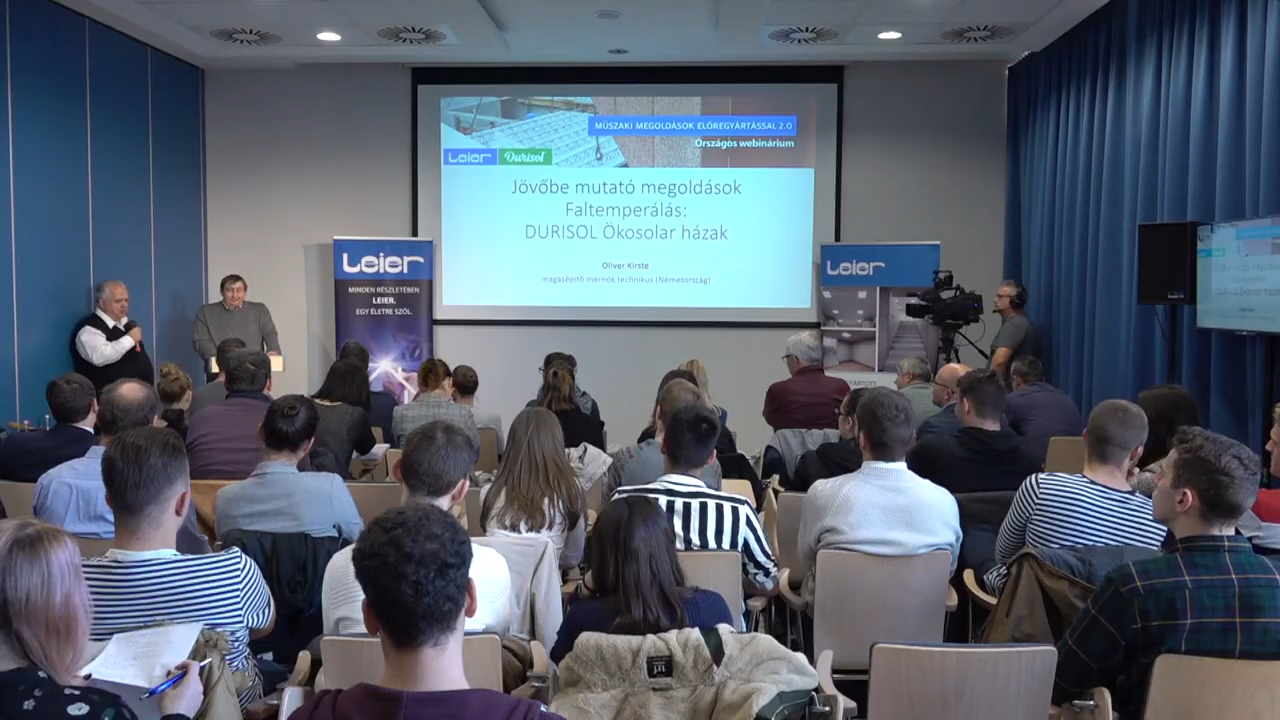 MŰSZAKI MEGOLDÁSOK ELŐREGYÁRTÁSSAL 2.0
Országos webinárium
Leier
Durisol
Jövőbe mutató megoldások
Faltemperálás:
DURISOL Ökosolar házak
Oliver Kirste
magasépítő mérnök technikus (Németország)
Leier
MINDEN RÉSZLETÉBEN
LEIER,
EGY ÉLETRE SZÓL.
Leier